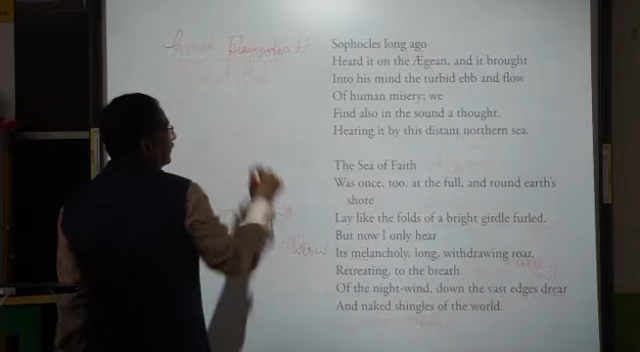 Sophocles long ago
Heard it on the Ægean, and it brought
Into his mind the turbid ebb and flow
Of human misery; we
Find also in the sound a thought,
Hearing it by this distant northern sea.
The Sea of Faith
Was once, too, at the full, and round earth's
shore
Lay like the folds of a bright girdle furled.
But now I only hear
Its melancholy, long, withdrawing roar,
Retreating, to the breath
Of the night-wind, down the vast edges drear
And naked shingles of the world.